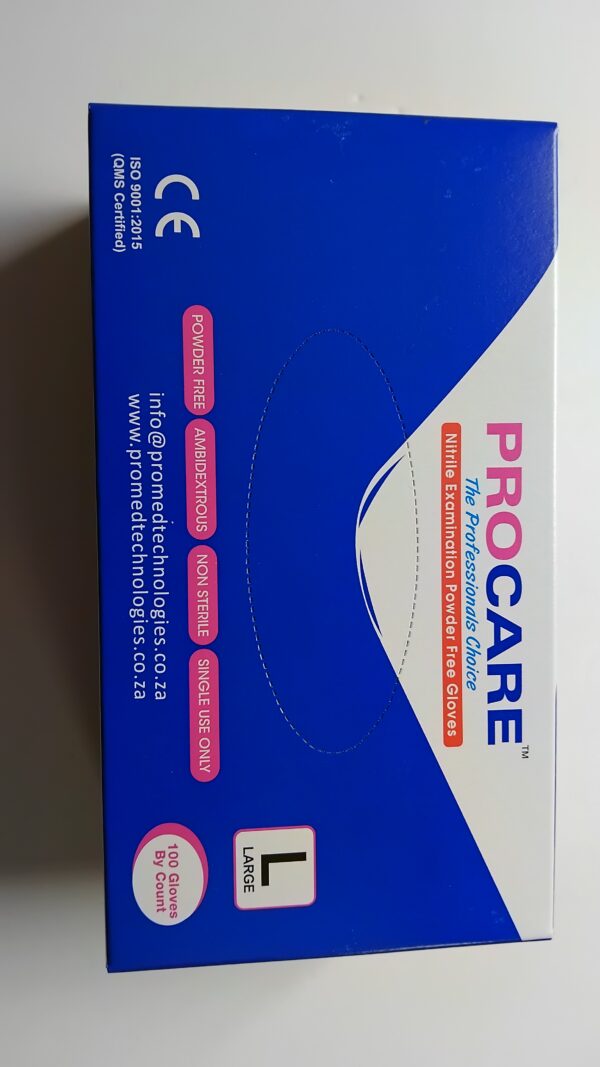 PROCARE™
The Professionals Choice
Nitrile Examination Powder Free Gloves
CE
ISO 9001:2015
(QMS Certified)
POWDER FREE
AMBIDEXTROUS
NON STERILE
SINGLE USE ONLY
info@promedtechnologies.co.za
www.promedtechnologies.co.za
L
LARGE
100 Gloves
By Count